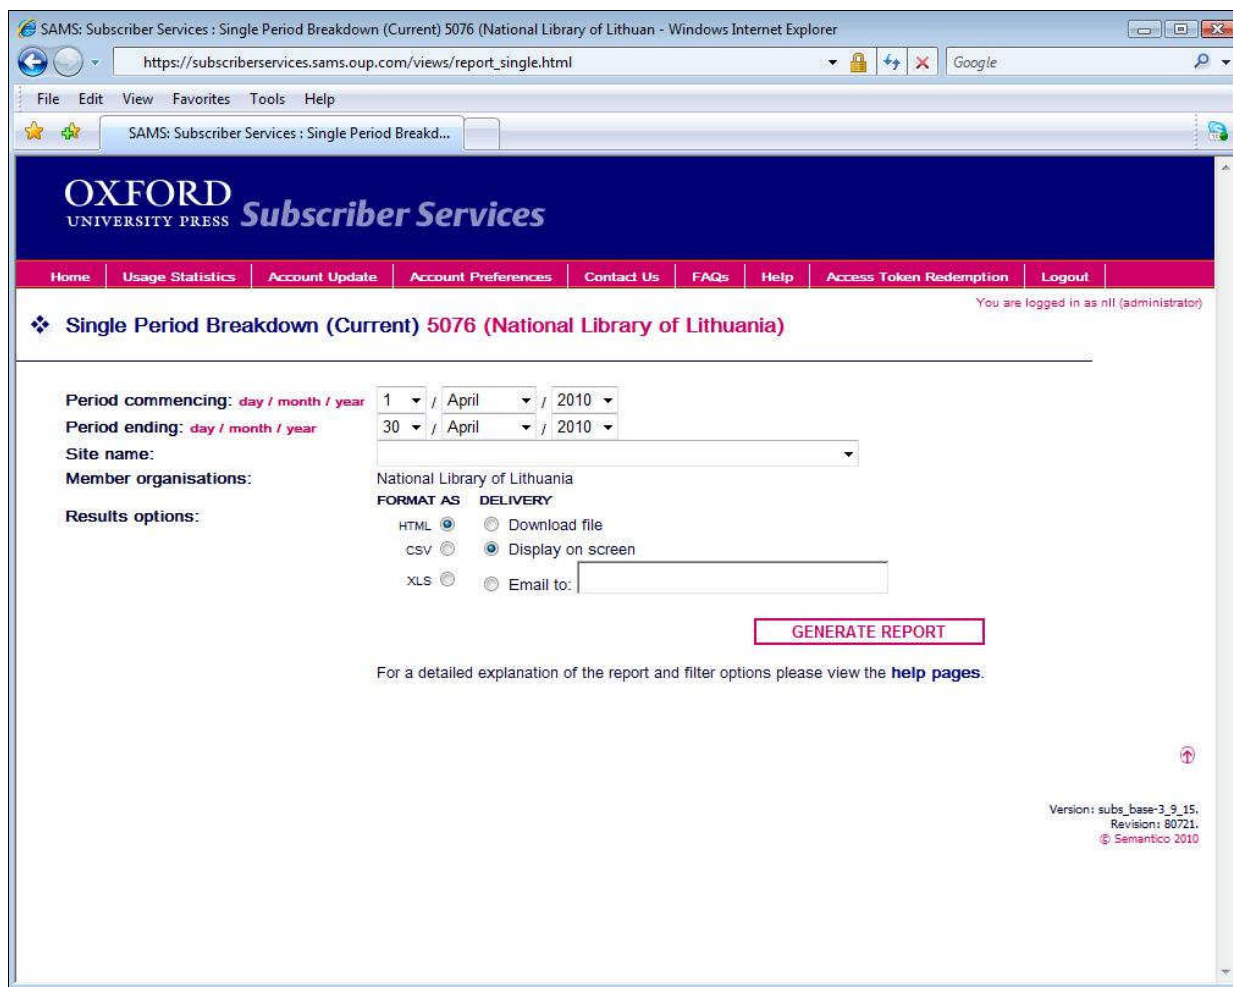 SAMS: Subscriber Services : Single Period Breakdown (Current) 5076 (National Library of Lithuan - Windows Internet Explorer
https://subscriberservices.sams.oup.com/views/report_single.html
Google
File Edit View Favorites Tools Help
SAMS: Subscriber Services : Single Period Breakd...
OXFORD
UNIVERSITY PRESS
Subscriber Services
Home Usage Statistics Account Update Account Preferences Contact Us FAQs Help Access Token Redemption Logout
You are logged in as nll (administrator)
Single Period Breakdown (Current) 5076 (National Library of Lithuania)
Period commencing: day / month / year 1 / April / 2010
Period ending: day / month / year 30 / April / 2010
Site name:
Member organisations: National Library of Lithuania
FORMAT AS DELIVERY
Results options:
HTML Download file
CSV Display on screen
XLS Email to:
GENERATE REPORT
For a detailed explanation of the report and filter options please view the help pages.
Version: subs_base-3_9_15.
Revision: 80721.
© Semantico 2010